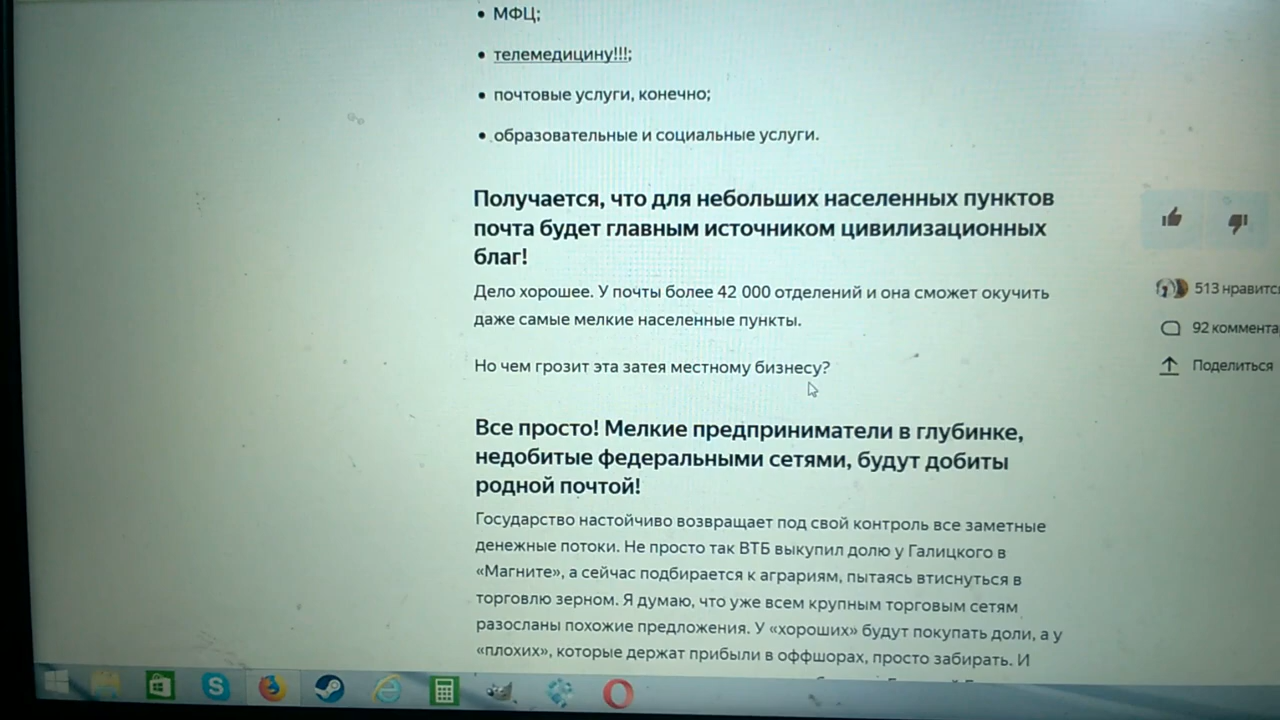 МФЦ;
телемедицину!!!;
почтовые услуги, конечно;
образовательные и социальные услуги.
Получается, что для небольших населенных пунктов
почта будет главным источником цивилизационных
благ!
Дело хорошее. У почты более 42 000 отделений и она сможет окучить
даже самые мелкие населенные пункты.
Но чем грозит эта затея местному бизнесу?
Все просто! Мелкие предприниматели в глубинке,
недобитые федеральными сетями, будут добиты
родной почтой!
Государство настойчиво возвращает под свой контроль все заметные
денежные потоки. Не просто так ВТБ выкупил долю у Галицкого в
«Магните», а сейчас подбирается к аграриям, пытаясь втиснуться в
торговлю зерном. Я думаю, что уже всем крупным торговым сетям
разосланы похожие предложения. У «хороших» будут покупать доли, а у
«плохих», которые держат прибыли в оффшорах, просто забирать. И
513 нравитс
92 коммента
Поделиться